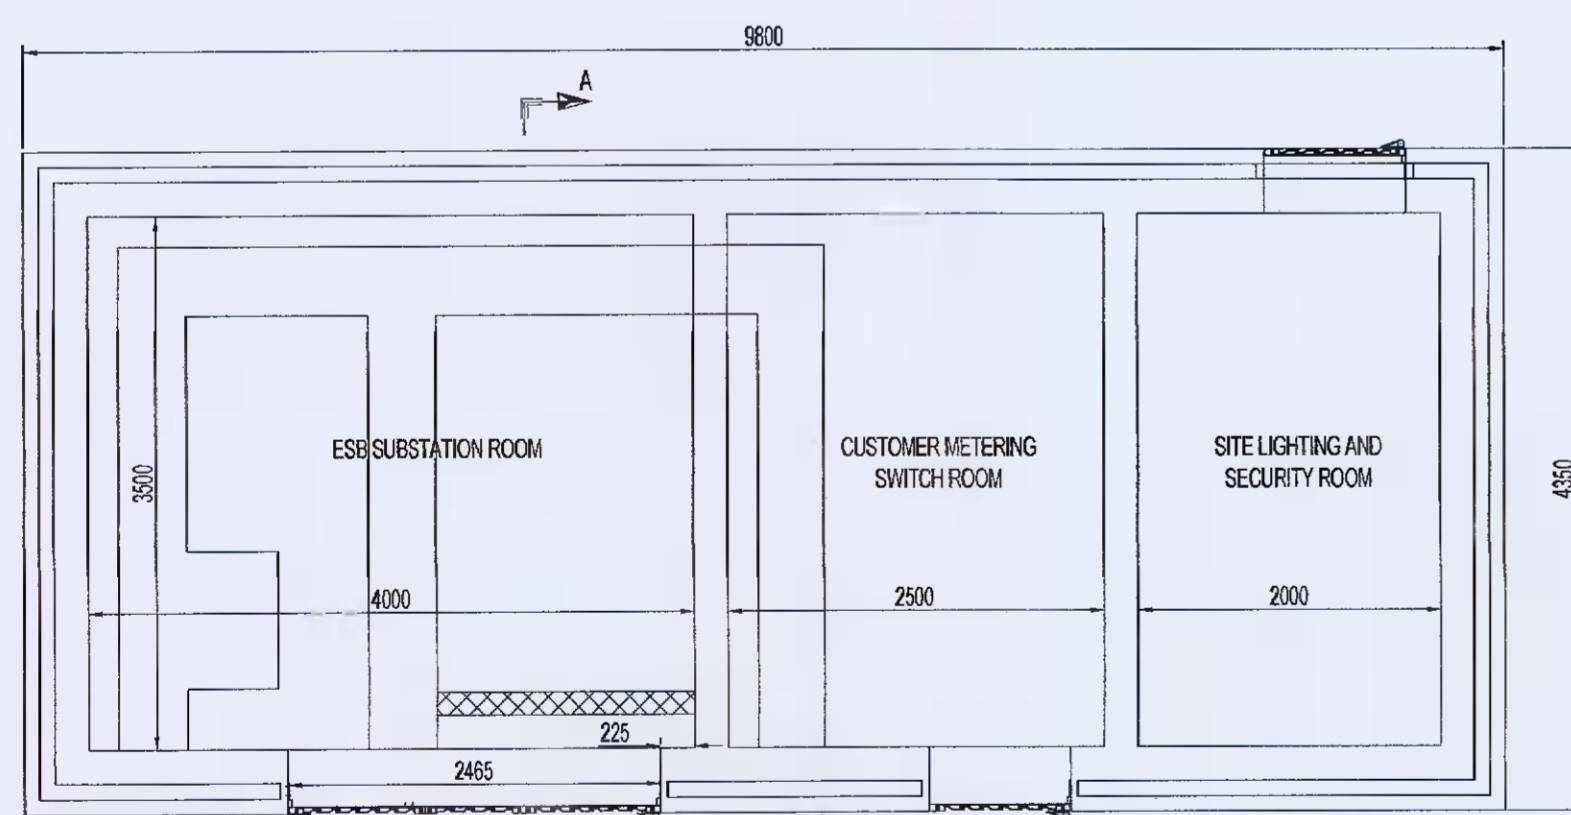 9800
A
ESB SUBSTATION ROOM
CUSTOMER METERING
SWITCH ROOM
SITE LIGHTING AND
SECURITY ROOM
3500
4350
4000
2500
2000
225
2465